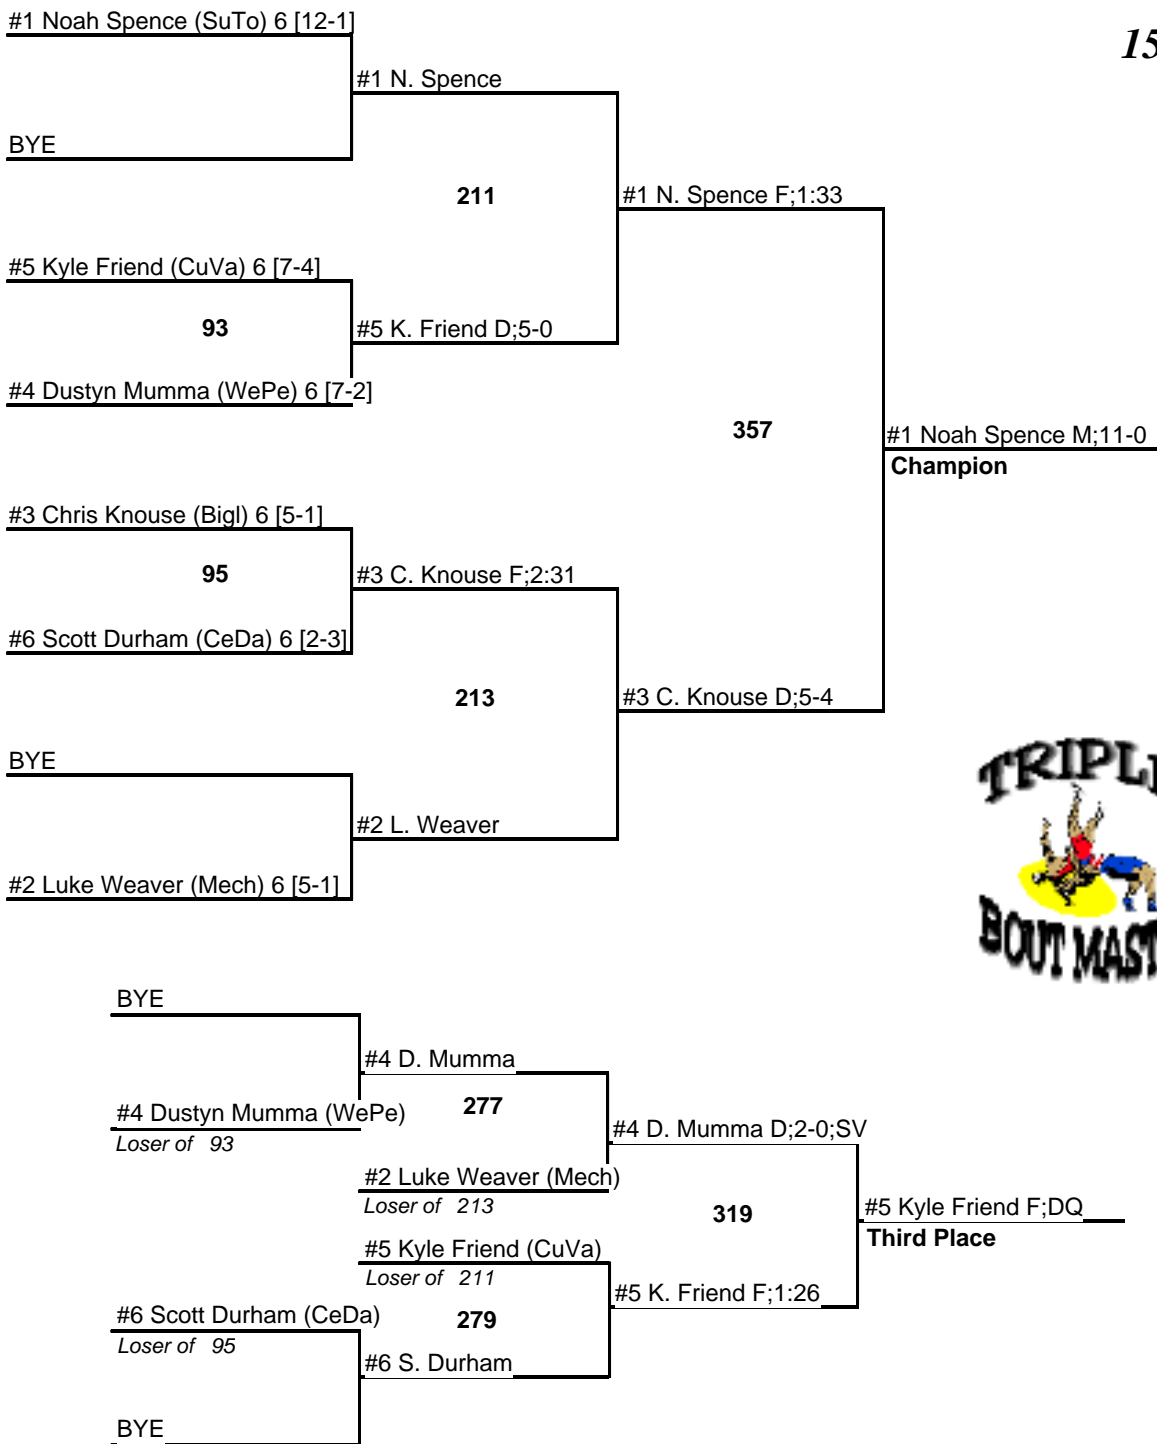 #1 Noah Spence (SuTo) 6 [12-1]
15
#1 N. Spence
BYE
211
#1 N. Spence F;1:33
#5 Kyle Friend (CuVa) 6 [7-4]
93
#5 K. Friend D;5-0
#4 Dustyn Mumma (WePe) 6 [7-2]
357
#1 Noah Spence M;11-0
Champion
#3 Chris Knouse (Bigl) 6 [5-1]
95
#3 C. Knouse F;2:31
#6 Scott Durham (CeDa) 6 [2-3]
213
#3 C. Knouse D;5-4
BYE
#2 L. Weaver
#2 Luke Weaver (Mech) 6 [5-1]
TRIPL
BOUT MAST
BYE
#4 D. Mumma
#4 Dustyn Mumma (WePe)
277
Loser of 93
#4 D. Mumma D;2-0;SV
#2 Luke Weaver (Mech)
Loser of 213
319
#5 Kyle Friend F;DQ
Third Place
#5 Kyle Friend (CuVa)
Loser of 211
#5 K. Friend F;1:26
#6 Scott Durham (CeDa)
279
Loser of 95
#6 S. Durham
BYE